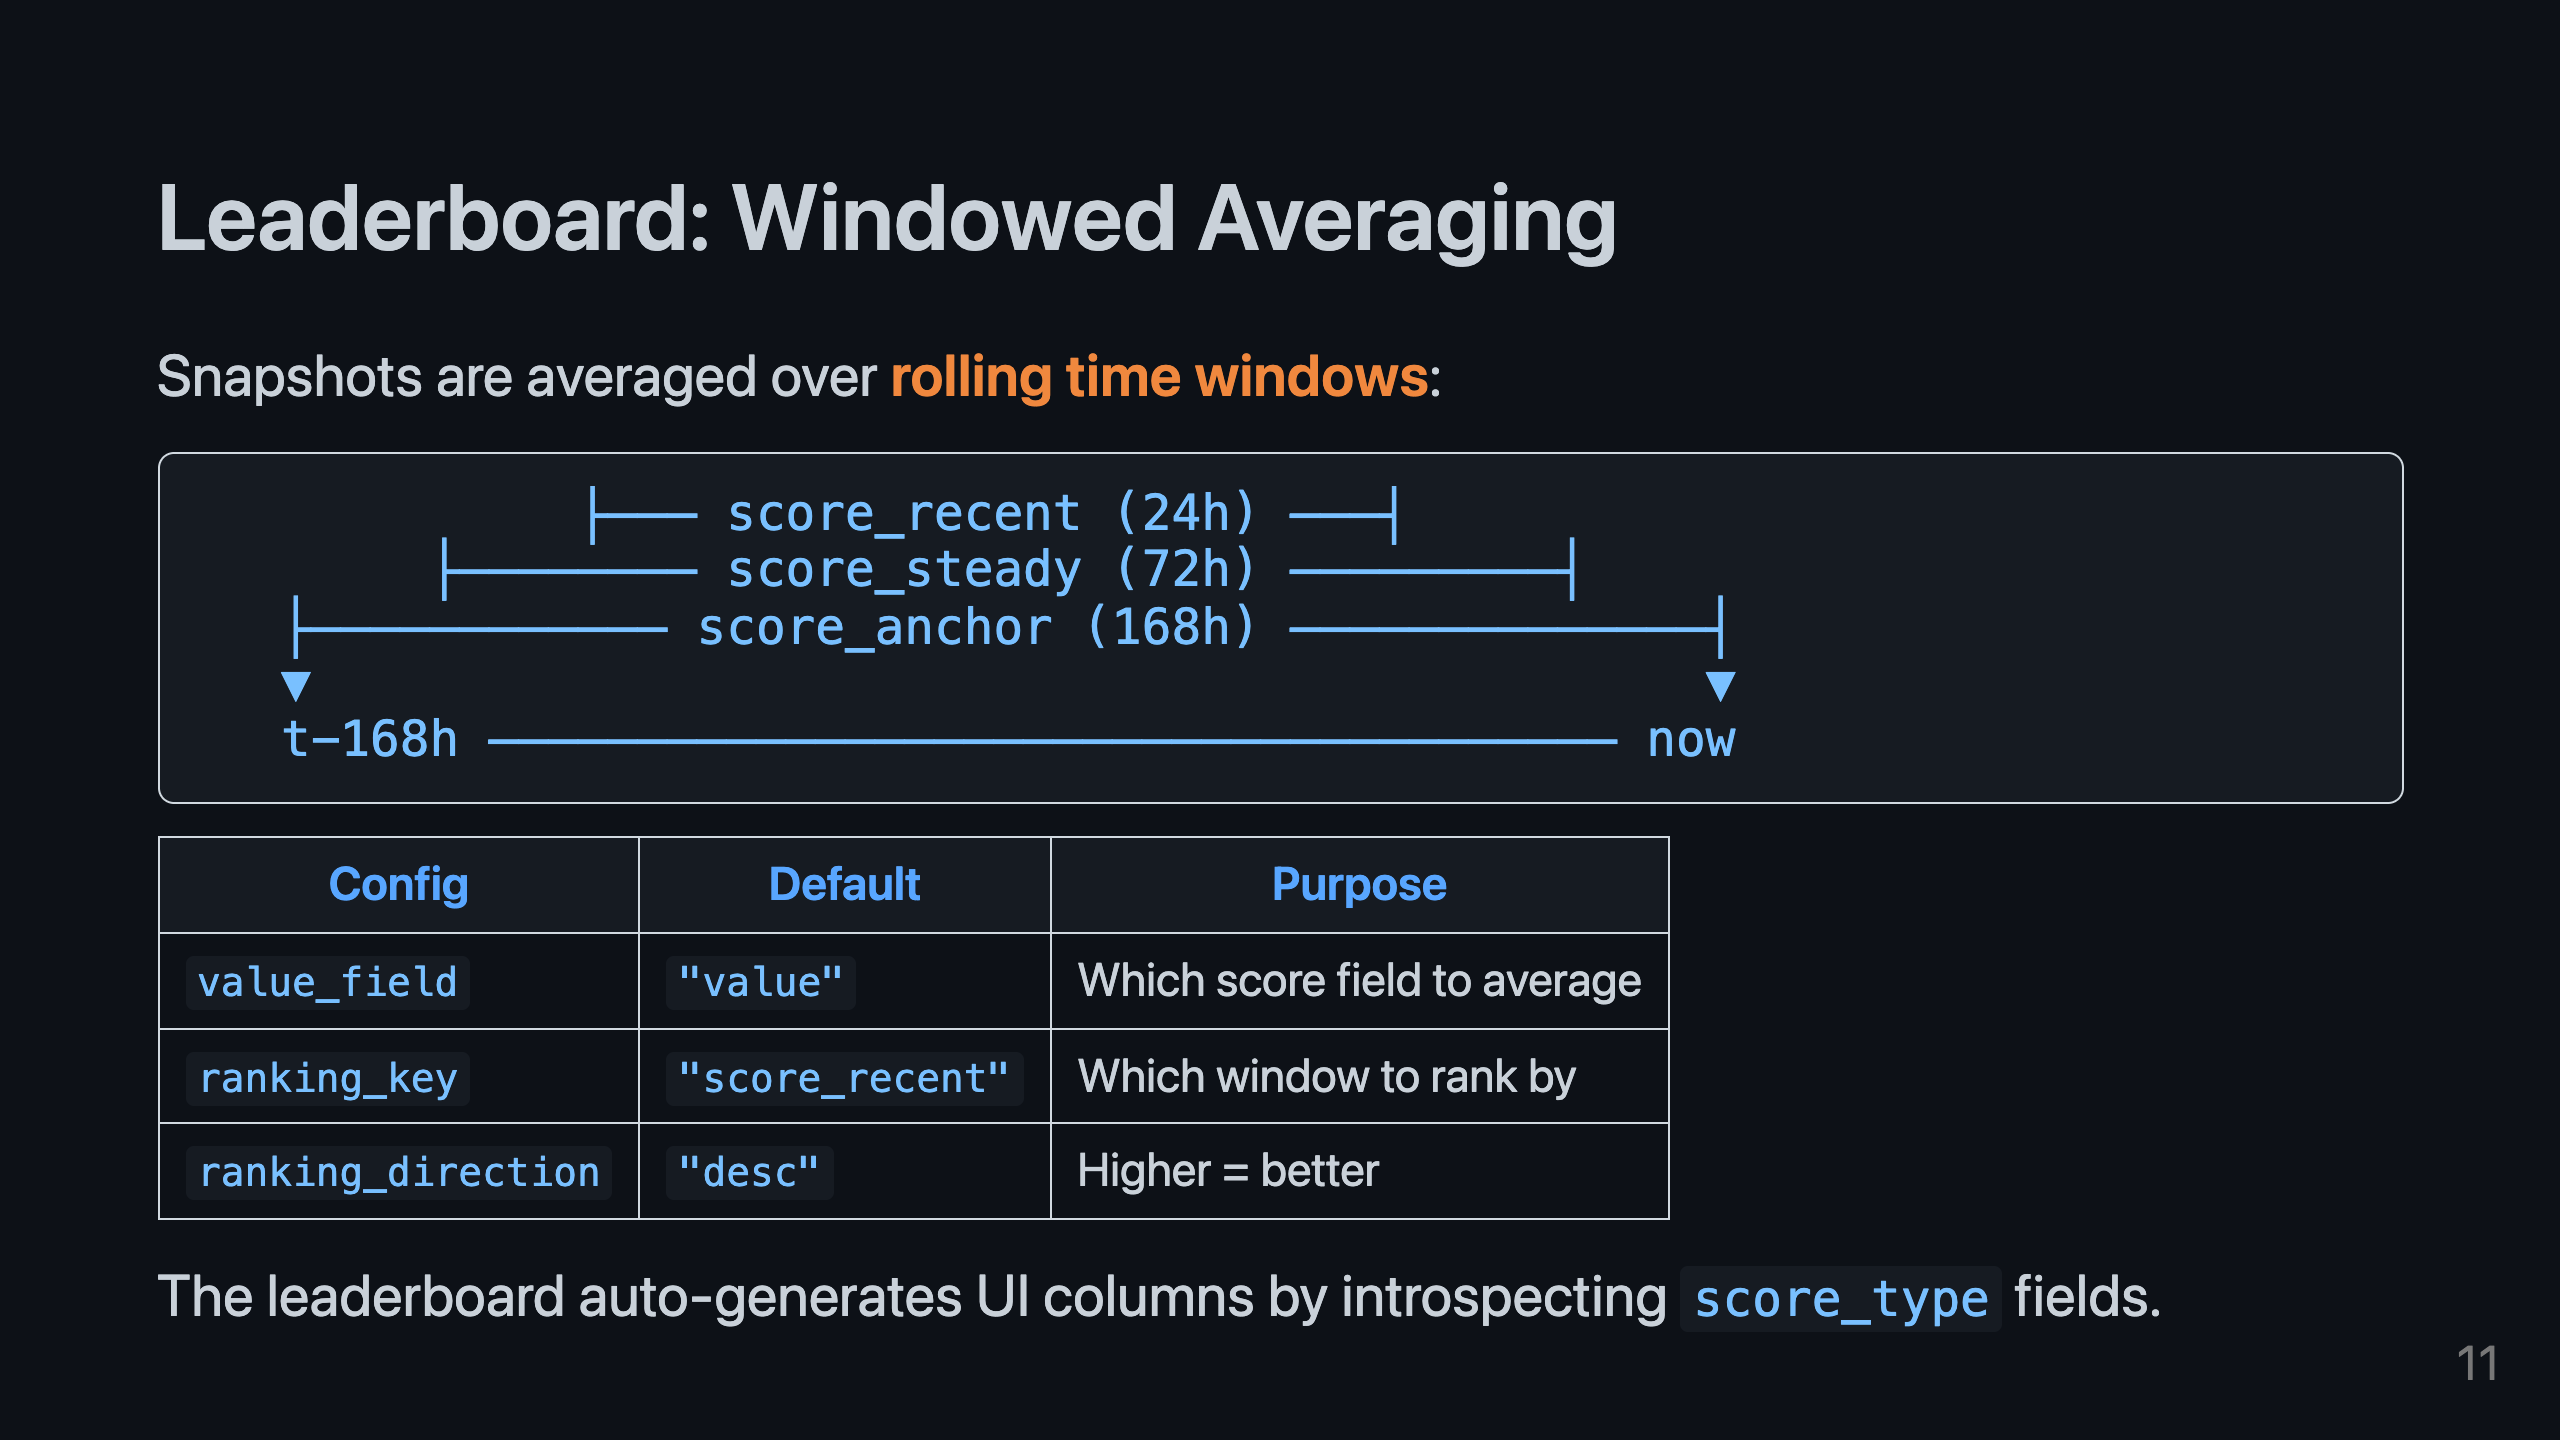 Leaderboard: Windowed Averaging
Snapshots are averaged over rolling time windows:
├─── score_recent (24h) ───┤
├──────── score_steady (72h) ─────────┤
├──────────── score_anchor (168h) ──────────────┤
▼ ▼
t-168h ────────────────────────────────────── now
Config Default Purpose
value_field "value" Which score field to average
ranking_key "score_recent" Which window to rank by
ranking_direction "desc" Higher = better
The leaderboard auto-generates UI columns by introspecting score_type fields.
11